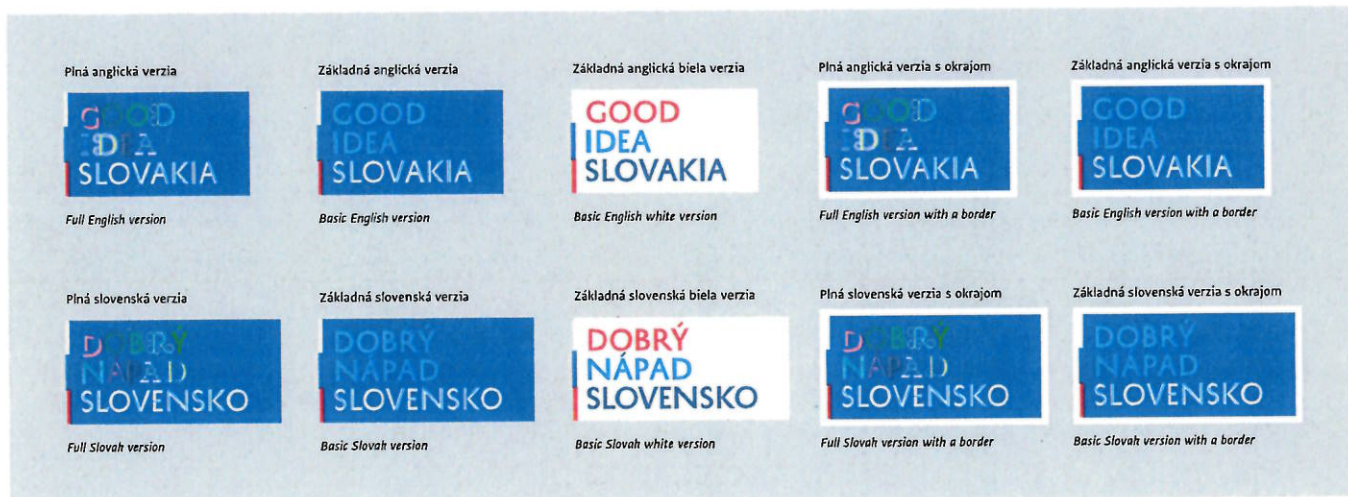 Plná anglická verzia
GOOD
IDEA
SLOVAKIA
Full English version
Základná anglická verzia
GOOD
IDEA
SLOVAKIA
Basic English version
Základná anglická biela verzia
GOOD
IDEA
SLOVAKIA
Basic English white version
Plná anglická verzia s okrajom
GOOD
IDEA
SLOVAKIA
Full English version with a border
Základná anglická verzia s okrajom
GOOD
IDEA
SLOVAKIA
Basic English version with a border
Plná slovenská verzia
DOBRÝ
NÁPAD
SLOVENSKO
Full Slovak version
Základná slovenská verzia
DOBRÝ
NÁPAD
SLOVENSKO
Basic Slovak version
Základná slovenská biela verzia
DOBRÝ
NÁPAD
SLOVENSKO
Basic Slovak white version
Plná slovenská verzia s okrajom
DOBRÝ
NÁPAD
SLOVENSKO
Full Slovak version with a border
Základná slovenská verzia s okrajom
DOBRÝ
NÁPAD
SLOVENSKO
Basic Slovak version with a border